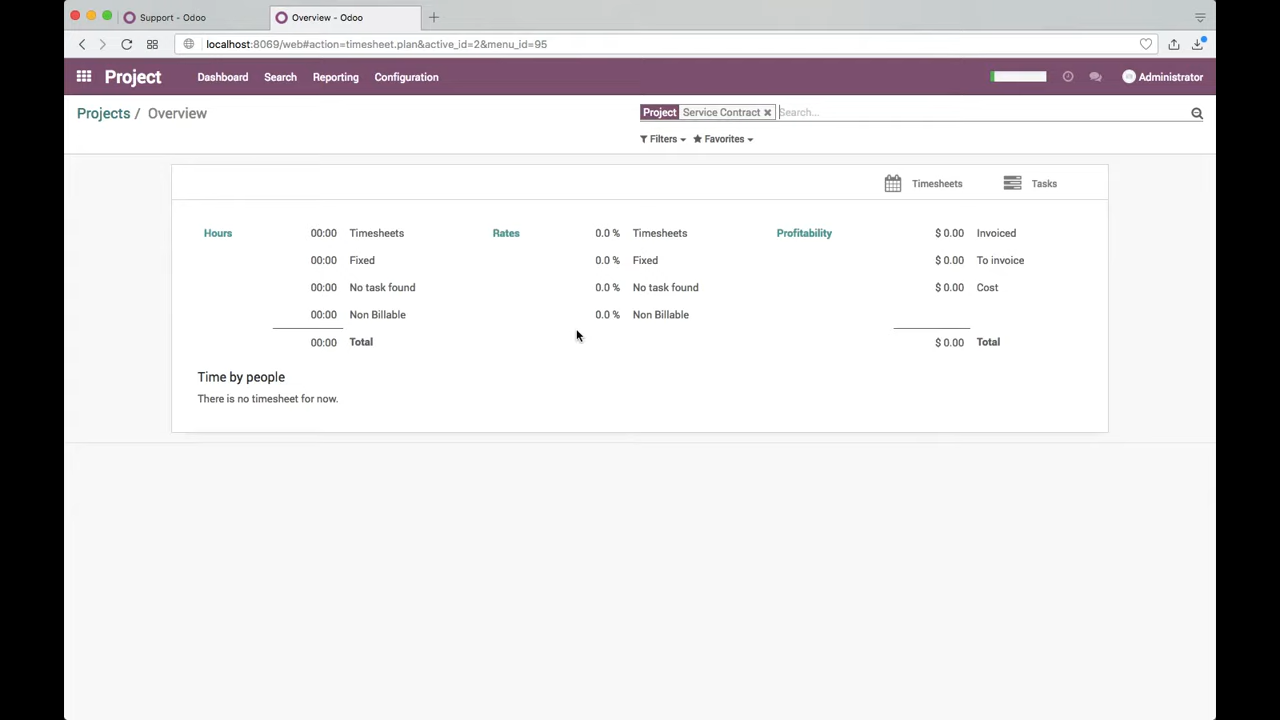 Support - Odoo
Overview - Odoo
localhost:8069/web#action=timesheet.plan&active_id=2&menu_id=95
Project
Dashboard
Search
Reporting
Configuration
Administrator
Projects / Overview
Project Service Contract
Search...
Filters
Favorites
Timesheets
Tasks
Hours 00:00 Timesheets Rates 0.0 % Timesheets Profitability $ 0.00 Invoiced
00:00 Fixed 0.0 % Fixed $ 0.00 To invoice
00:00 No task found 0.0 % No task found $ 0.00 Cost
00:00 Non Billable 0.0 % Non Billable
00:00 Total $ 0.00 Total
Time by people
There is no timesheet for now.